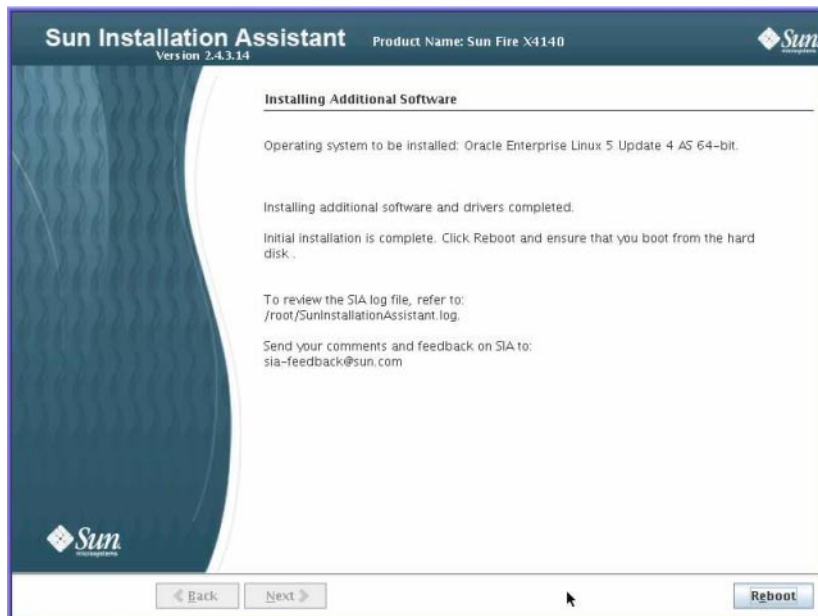 Sun Installation Assistant
Version 2.4.3.14
Product Name: Sun Fire X4140
Sun
Installing Additional Software
Operating system to be installed: Oracle Enterprise Linux 5 Update 4 AS 64-bit.
Installing additional software and drivers completed.
Initial installation is complete. Click Reboot and ensure that you boot from the hard
disk .
To review the SIA log file, refer to:
/root/SunInstallationAssistant.log.
Send your comments and feedback on SIA to:
sia-feedback@sun.com
Sun
microsystems
Back
Next
Reboot